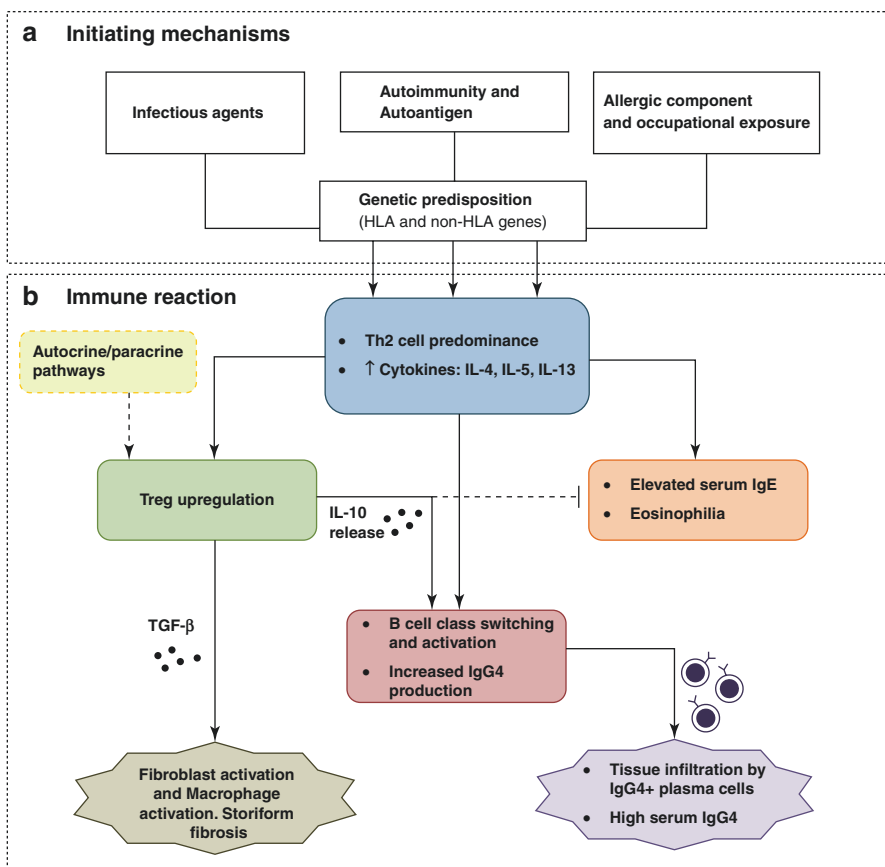 a Initiating mechanisms
Infectious agents
Autoimmunity and
Autoantigen
Allergic component
and occupational exposure
Genetic predisposition
(HLA and non-HLA genes)
b Immune reaction
• Th2 cell predominance
• ↑ Cytokines: IL-4, IL-5, IL-13
Autocrine/paracrine
pathways
Treg upregulation
IL-10
release
• Elevated serum IgE
• Eosinophilia
TGF-β
• B cell class switching
and activation
• Increased IgG4
production
Fibroblast activation
and Macrophage
activation. Storiform
fibrosis
• Tissue infiltration by
IgG4+ plasma cells
• High serum IgG4